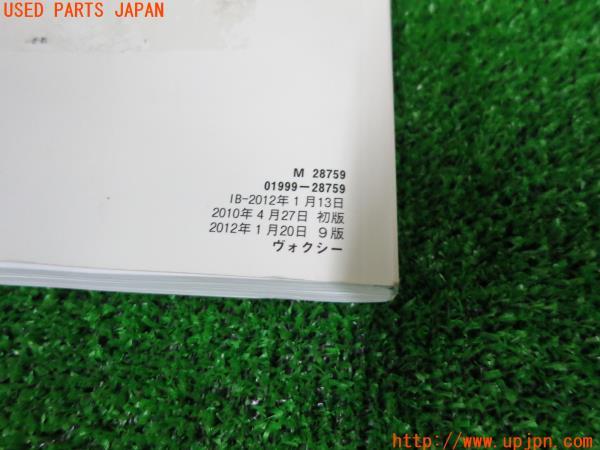 USED PARTS JAPAN
M 28759
01999-28759
IB-2012年1月13日
2010年4月27日 初版
2012年1月20日 9版
ヴォクシー
http://www.upjpn.com/